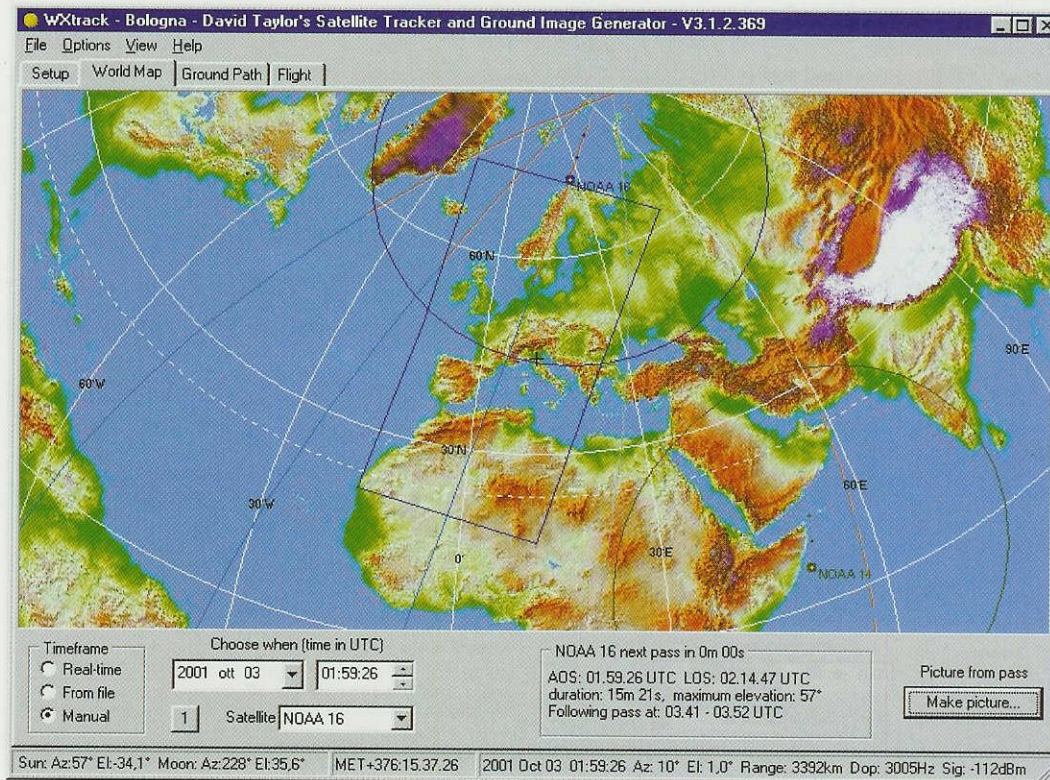 WXtrack - Bologna - David Taylor's Satellite Tracker and Ground Image Generator - V3.1.2.369
File Options View Help
Setup World Map Ground Path Flight
NOAA 16
60°N
90°E
60°W
30°N
60°E
30°W
0°
30°E
NOAA 14
Timeframe
Real-time
From file
Manual
Choose when (time in UTC)
2001 ott 03 01:59:26
1 Satellite NOAA 16
NOAA 16 next pass in 0m 00s
AOS: 01.59.26 UTC LOS: 02.14.47 UTC
duration: 15m 21s, maximum elevation: 57°
Following pass at: 03.41 - 03.52 UTC
Picture from pass
Make picture...
Sun: Az:57° El:-34,1° Moon: Az:228° El:35,6° MET+376:15.37.26 2001 Oct 03 01:59:26 Az: 10° El: 1,0° Range: 3392km Dop: 3005Hz Sig: -112dBm